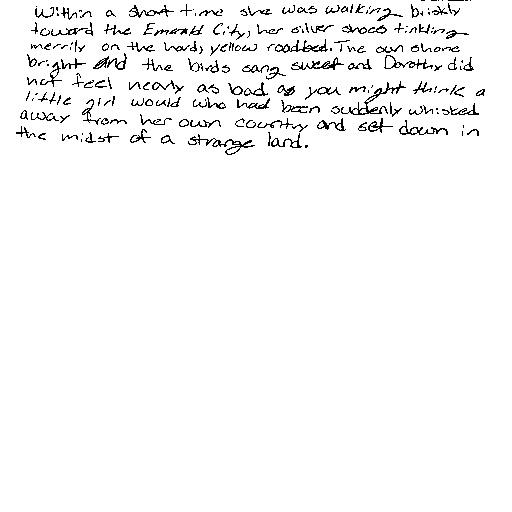 Within a short time she was walking briskly
toward the Emerald City, her silver shoes tinkling
merrily on the hard, yellow roadbed. The sun shone
bright and the birds sang sweet and Dorothy did
not feel nearly as bad as you might think a
little girl would who had been suddenly whisked
away from her own country and set down in
the midst of a strange land.